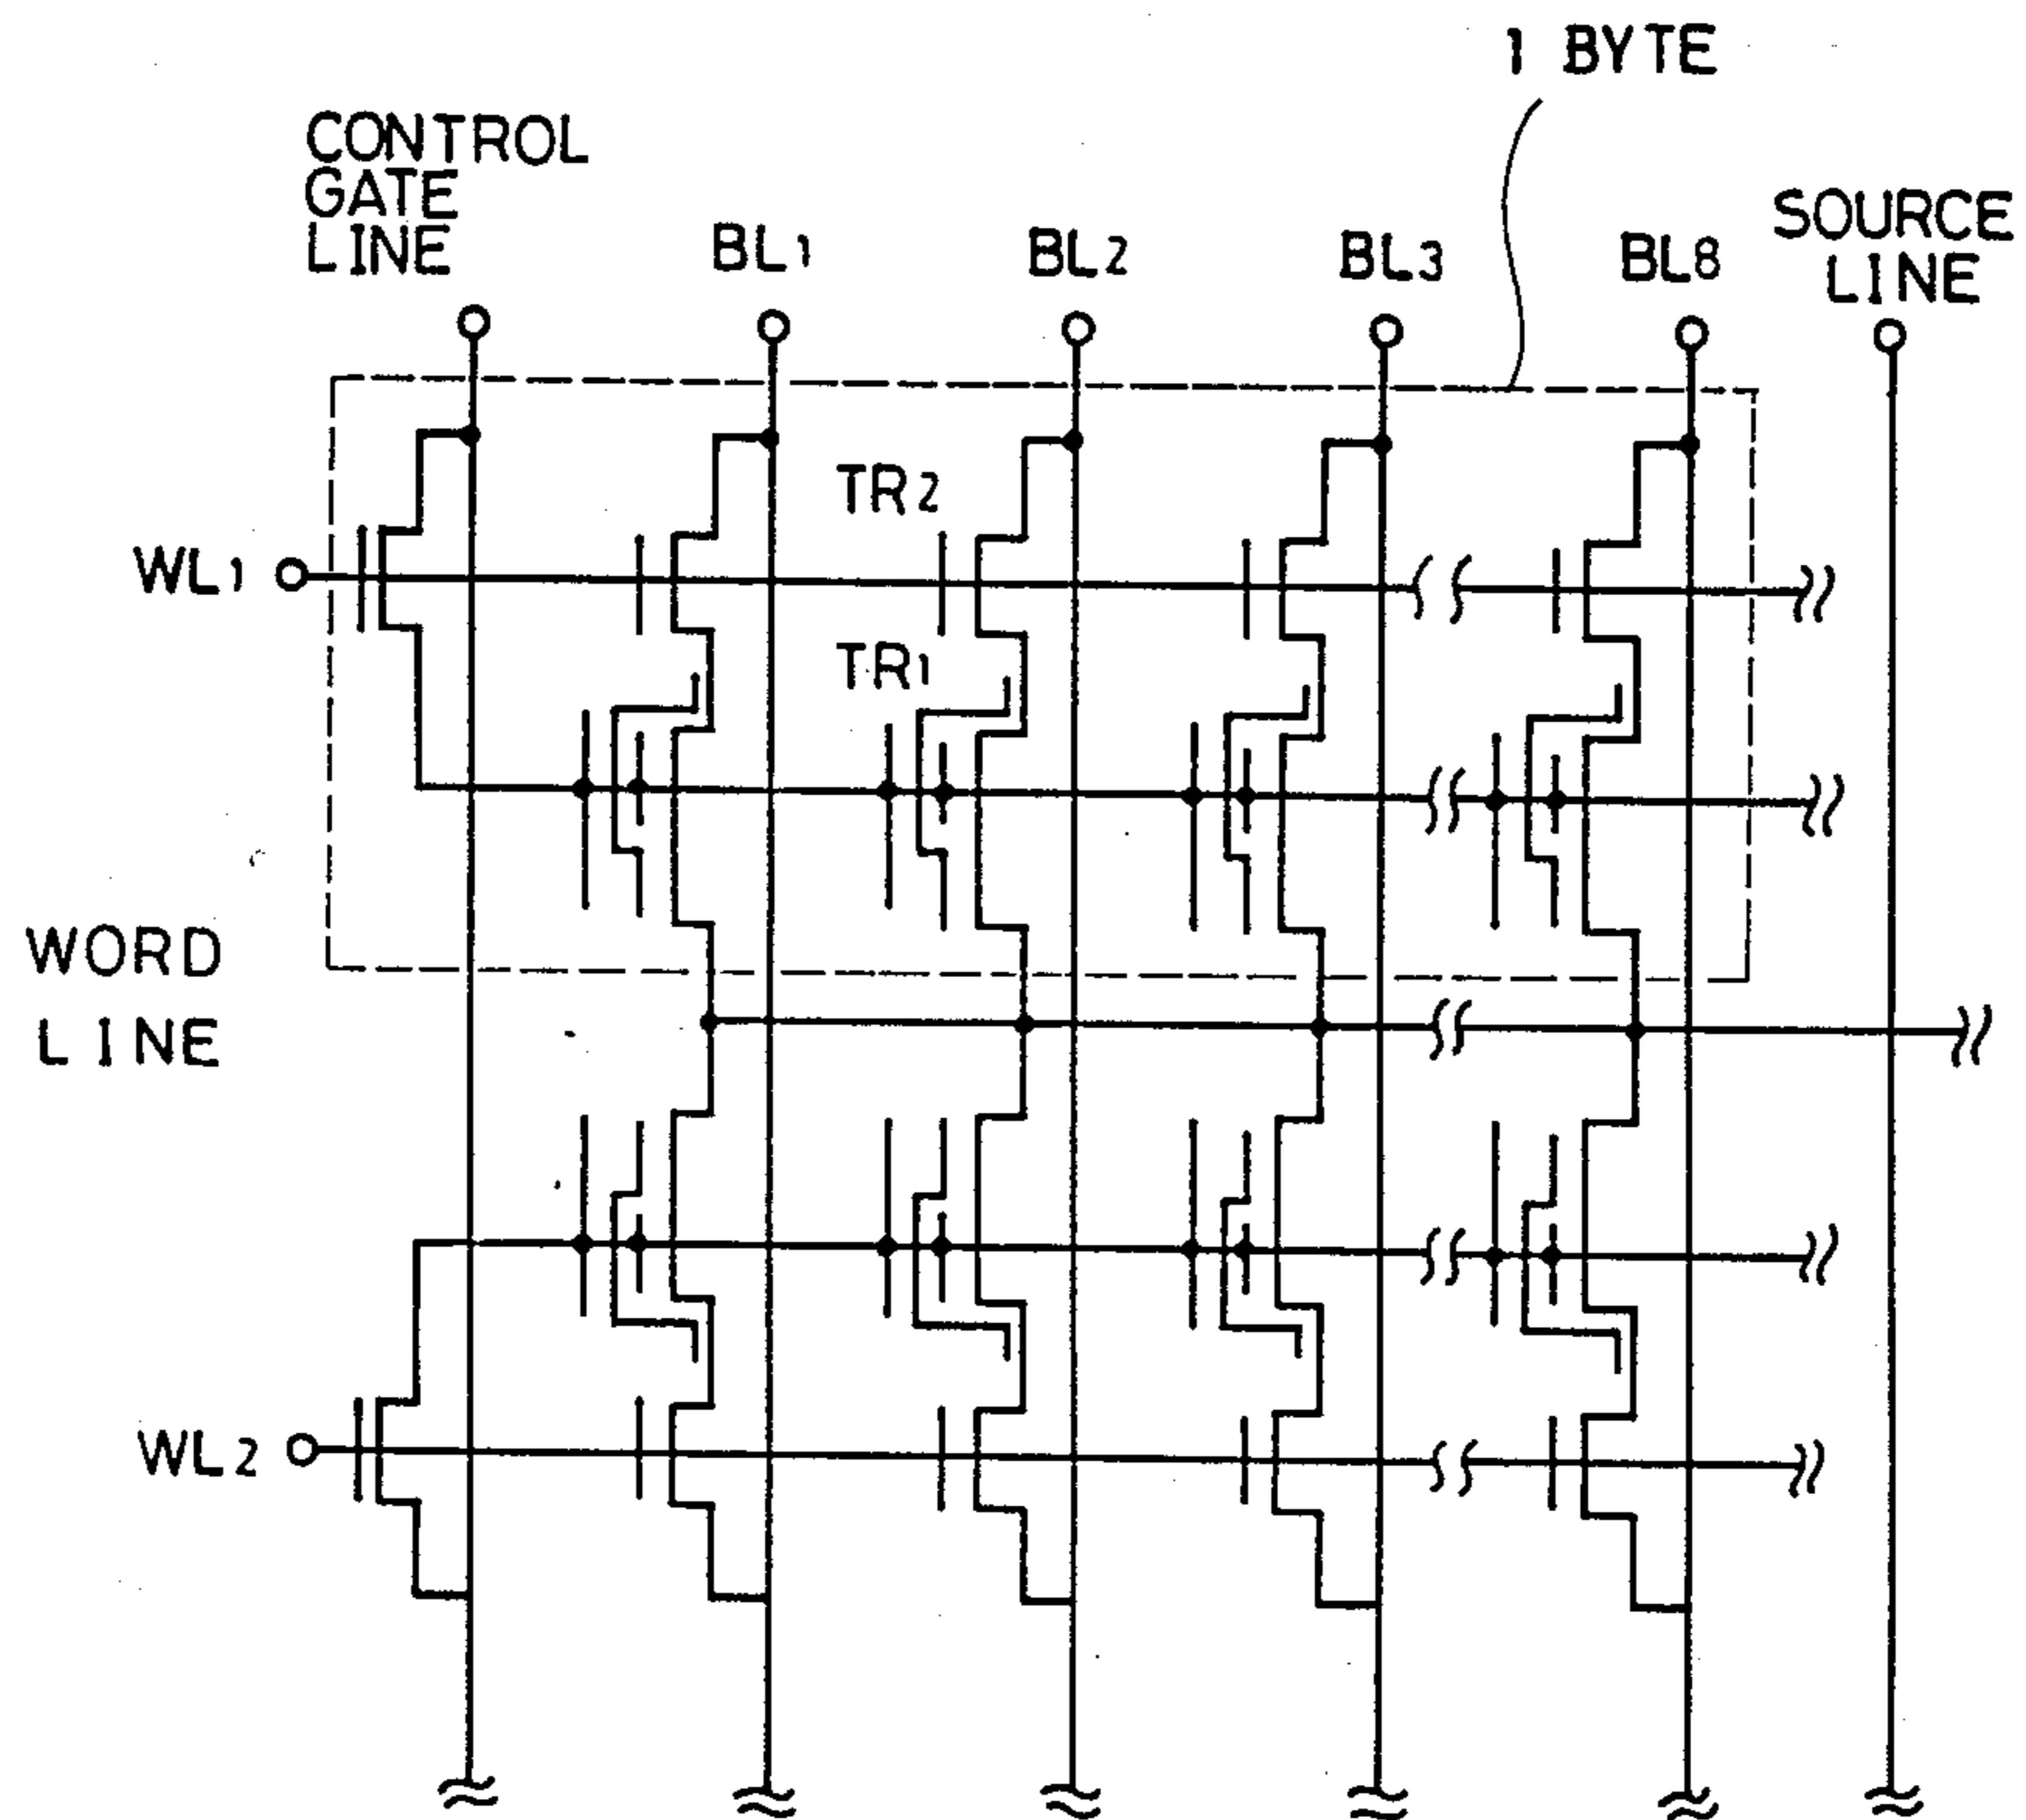 1 BYTE
CONTROL
GATE
LINE
BL1
BL2
BL3
BL8
SOURCE
LINE
TR2
WL1
TR1
WORD
LINE
WL2